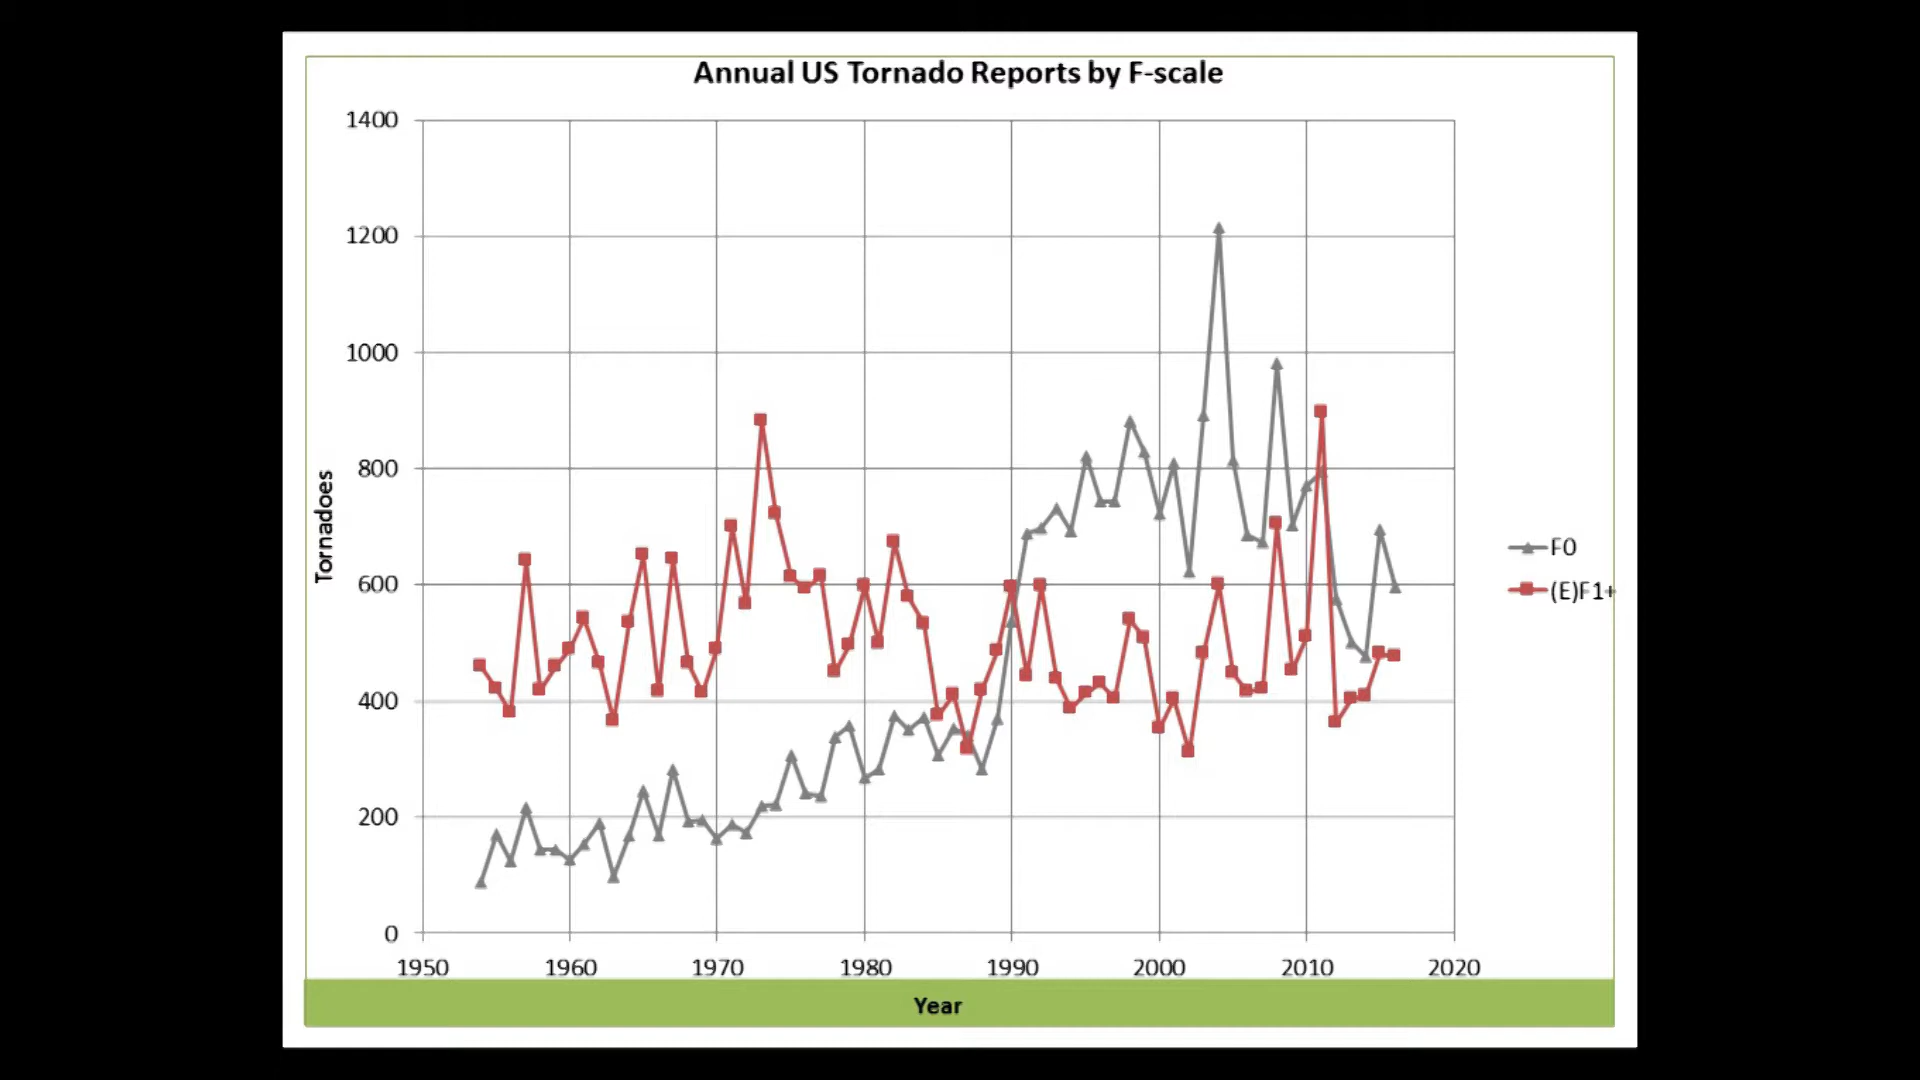 Annual US Tornado Reports by F-scale
1400
1200
1000
800
600
400
200
0
Tornadoes
1950 1960 1970 1980 1990 2000 2010 2020
Year
F0
(E)F1+